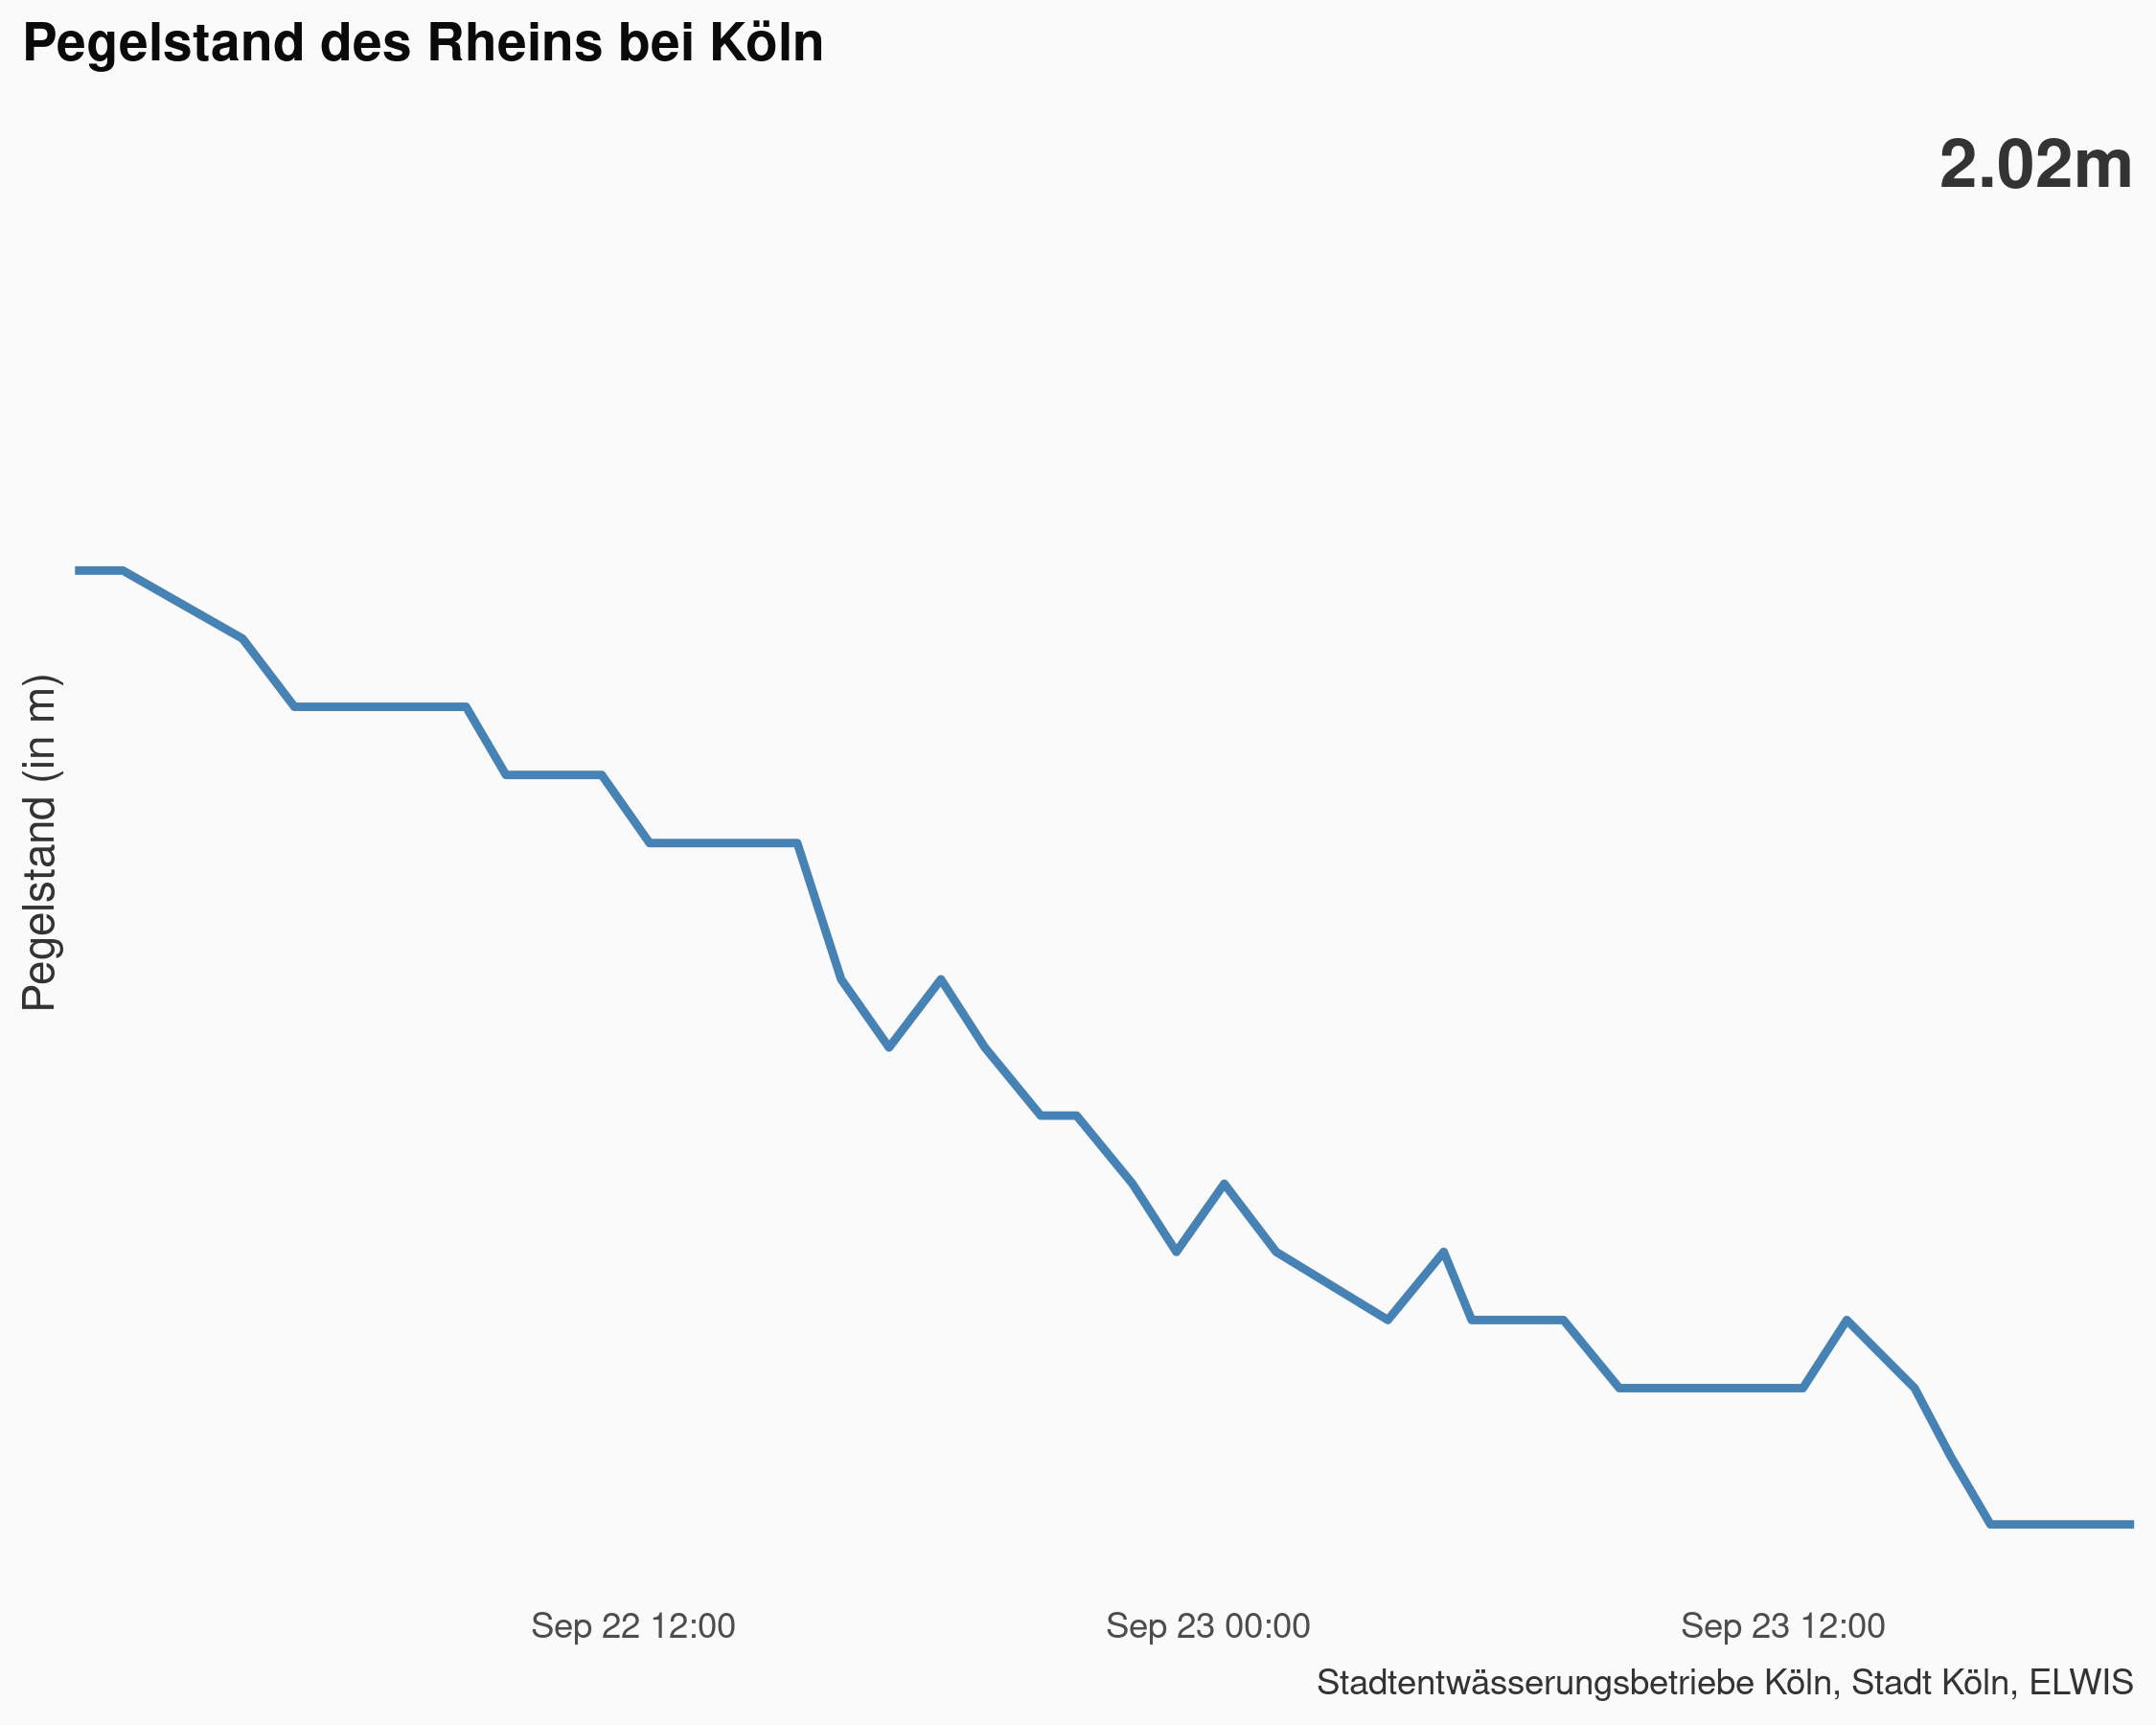 Pegelstand des Rheins bei Köln
2.02m
Pegelstand (in m)
Sep 22 12:00
Sep 23 00:00
Sep 23 12:00
Stadtentwässerungsbetriebe Köln, Stadt Köln, ELWIS